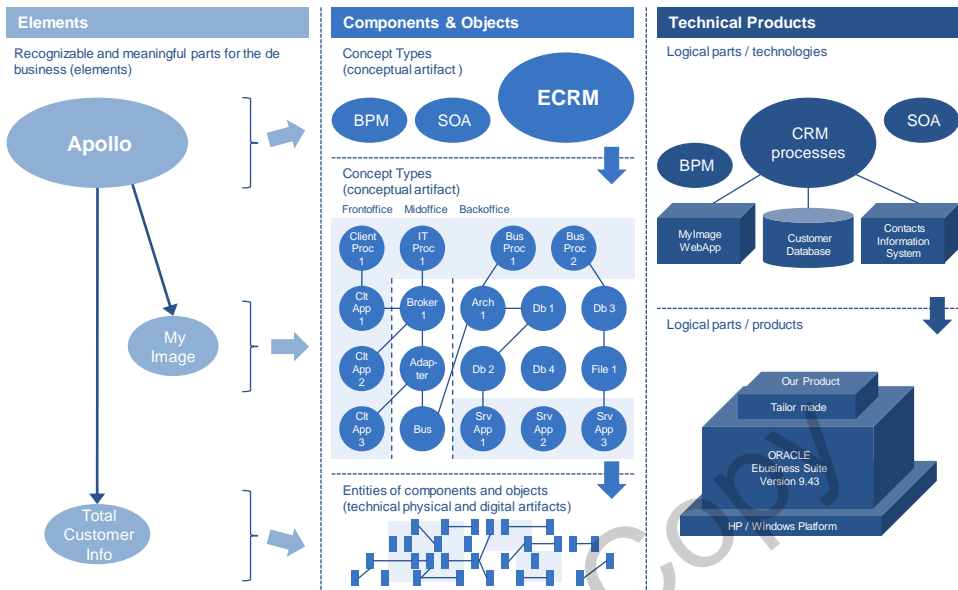 Elements
Recognizable and meaningful parts for the de
business (elements)
Apollo
My
Image
Total
Customer
Info
Components & Objects
Concept Types
(conceptual artifact )
BPM
SOA
ECRM
Concept Types
(conceptual artifact)
Frontoffice
Midoffice
Backoffice
Client
Proc
1
IT
Proc
1
Bus
Proc
1
Bus
Proc
2
Clt
App
1
Broker
1
Arch
1
Db 1
Db 3
Clt
App
2
Adap-
ter
Db 2
Db 4
File 1
Clt
App
3
Bus
Srv
App
1
Srv
App
2
Srv
App
3
Entities of components and objects
(technical physical and digital artifacts)
Technical Products
Logical parts / technologies
BPM
CRM
processes
SOA
MyImage
WebApp
Customer
Database
Contacts
Information
System
Logical parts / products
Our Product
Tailor made
ORACLE
Ebusiness Suite
Version 9.43
HP / Windows Platform
Copy